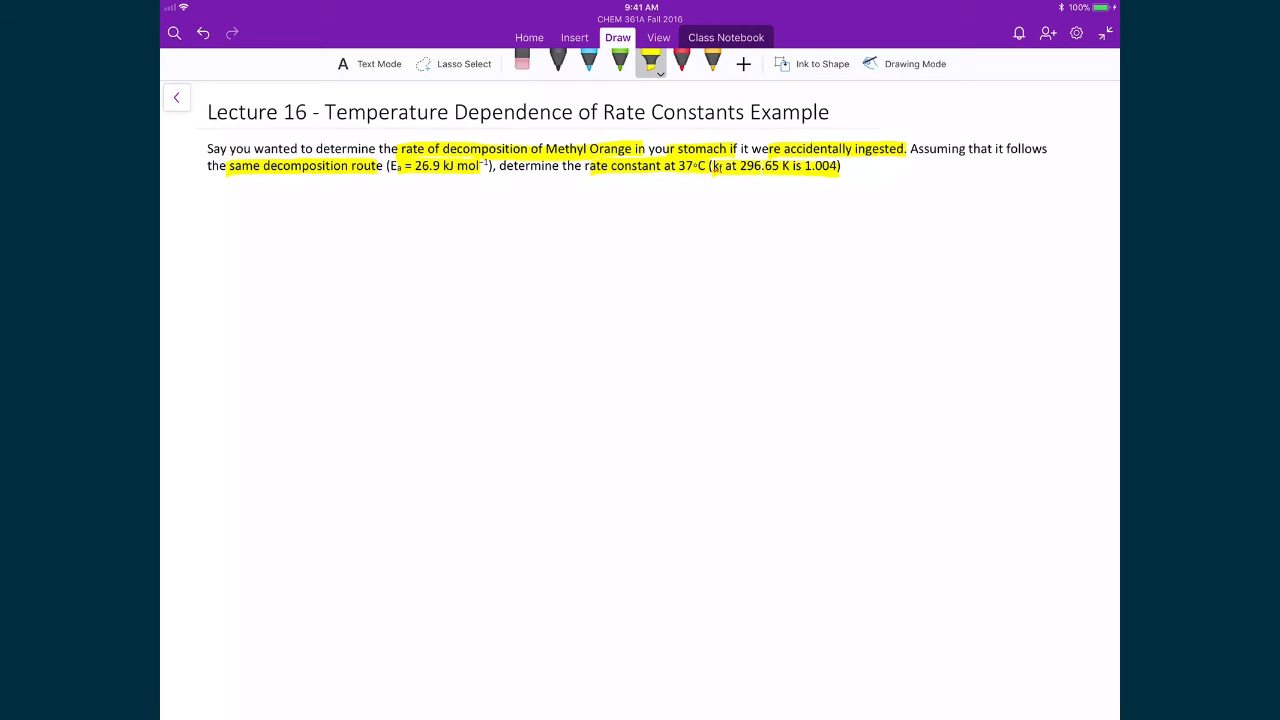 9:41 AM
100%
CHEM 361A Fall 2016
Home Insert Draw View Class Notebook
A Text Mode Lasso Select Ink to Shape Drawing Mode
Lecture 16 - Temperature Dependence of Rate Constants Example
Say you wanted to determine the rate of decomposition of Methyl Orange in your stomach if it were accidentally ingested. Assuming that it follows
the same decomposition route (Eₐ = 26.9 kJ mol⁻¹), determine the rate constant at 37◦C (kf at 296.65 K is 1.004)